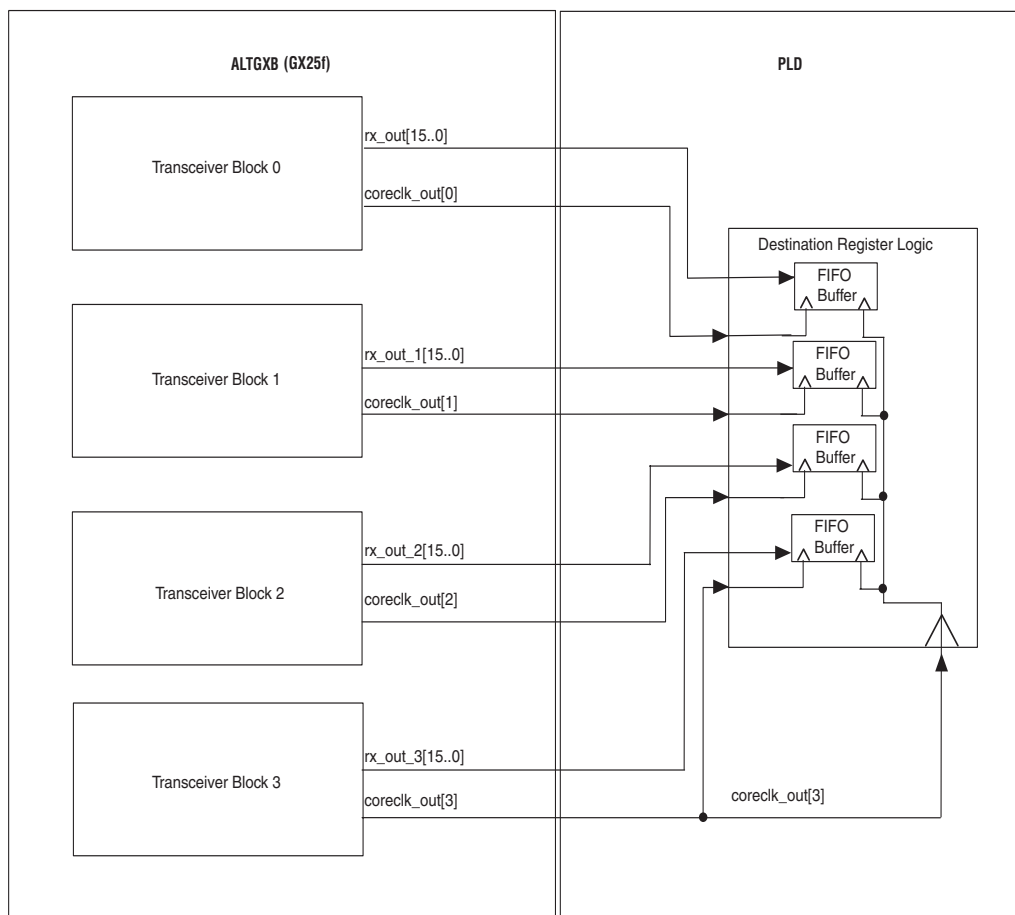 ALTGXB (GX25f)
PLD
Transceiver Block 0
rx_out[15..0]
coreclk_out[0]
Destination Register Logic
FIFO
Buffer
Transceiver Block 1
rx_out_1[15..0]
coreclk_out[1]
FIFO
Buffer
FIFO
Buffer
Transceiver Block 2
rx_out_2[15..0]
coreclk_out[2]
FIFO
Buffer
Transceiver Block 3
rx_out_3[15..0]
coreclk_out[3]
coreclk_out[3]